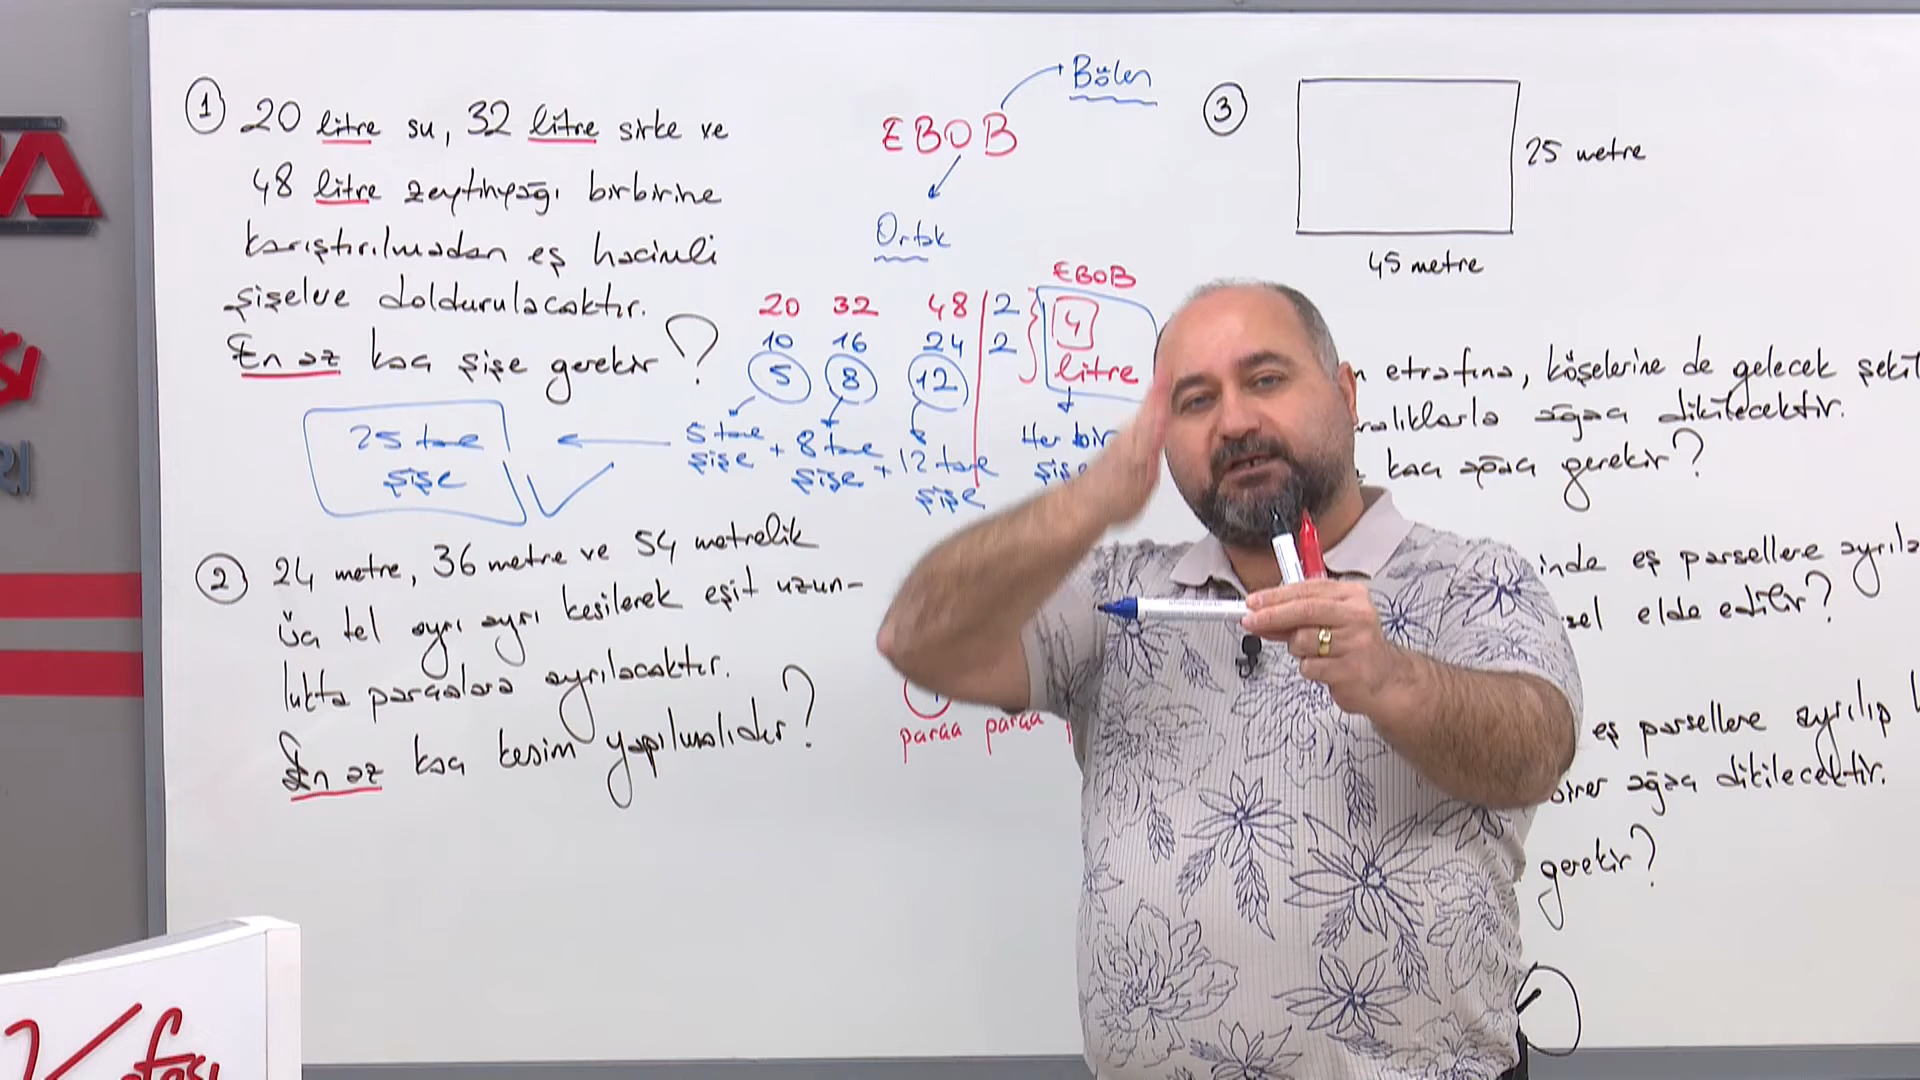 1 20 litre su, 32 litre sirke ve
48 litre zeytinyağı birbirine
karıştırılmadan eş hacimli
şişelere doldurulacaktır.
En az kaç şişe gerekir?
EBOB
Bölen
Ortak
20 32 48 2
10 16 24 2
5 8 12
EBOB
4
litre
Her bir
5 tane şişe + 8 tane şişe + 12 tane şişe
25 tane
şişe
2 24 metre, 36 metre ve 54 metrelik
üç tel ayrı ayrı kesilerek eşit uzun-
lukta parçalara ayrılacaktır.
En az kaç kesim yapılmalıdır?
parça parça
3
25 metre
45 metre
etrafına, köşelerine de gelecek
ağaç dikilecektir.
kaç ağaç gerekir?
eş parsellere
elde edilir?
eş parsellere ayrılıp
ağaç dikilecektir.
gerekir?